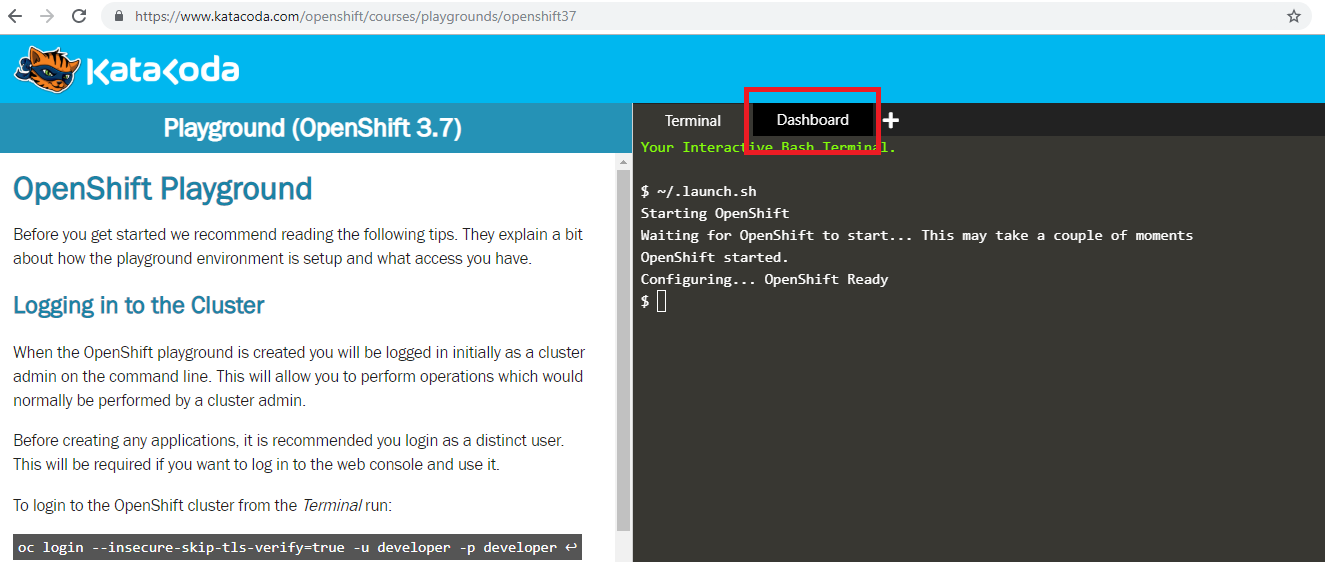 https://www.katacoda.com/openshift/courses/playgrounds/openshift37
KataKoda
Playground (OpenShift 3.7)
OpenShift Playground
Before you get started we recommend reading the following tips. They explain a bit
about how the playground environment is setup and what access you have.
Logging in to the Cluster
When the OpenShift playground is created you will be logged in initially as a cluster
admin on the command line. This will allow you to perform operations which would
normally be performed by a cluster admin.
Before creating any applications, it is recommended you login as a distinct user.
This will be required if you want to log in to the web console and use it.
To login to the OpenShift cluster from the Terminal run:
oc login --insecure-skip-tls-verify=true -u developer -p developer ↩
Terminal
Dashboard
Your Interactive Bash Terminal.
$ ~/.launch.sh
Starting OpenShift
Waiting for OpenShift to start... This may take a couple of moments
OpenShift started.
Configuring... OpenShift Ready
$